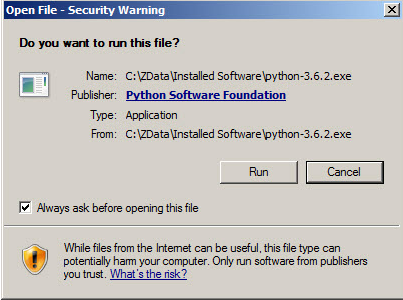 Open File - Security Warning
Do you want to run this file?
Name: C:\ZData\Installed Software\python-3.6.2.exe
Publisher: Python Software Foundation
Type: Application
From: C:\ZData\Installed Software\python-3.6.2.exe
Run Cancel
Always ask before opening this file
While files from the Internet can be useful, this file type can
potentially harm your computer. Only run software from publishers
you trust. What's the risk?